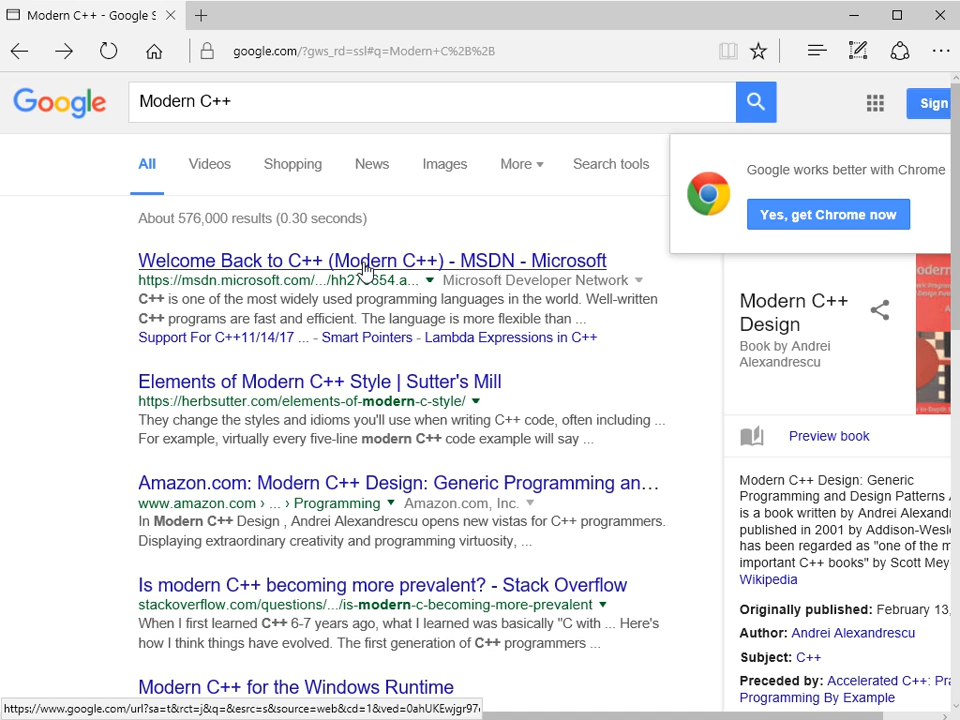 Modern C++ - Google S
google.com/?gws_rd=ssl#q=Modern+C%2B%2B
Google
Modern C++
Sign
All Videos Shopping News Images More Search tools
Google works better with Chrome
Yes, get Chrome now
About 576,000 results (0.30 seconds)
Welcome Back to C++ (Modern C++) - MSDN - Microsoft
https://msdn.microsoft.com/.../hh27 654.a... Microsoft Developer Network
C++ is one of the most widely used programming languages in the world. Well-written
C++ programs are fast and efficient. The language is more flexible than ...
Support For C++11/14/17 ... - Smart Pointers - Lambda Expressions in C++
Elements of Modern C++ Style | Sutter's Mill
https://herbsutter.com/elements-of-modern-c-style/
They change the styles and idioms you'll use when writing C++ code, often including ...
For example, virtually every five-line modern C++ code example will say ...
Amazon.com: Modern C++ Design: Generic Programming an...
www.amazon.com › ... › Programming Amazon.com, Inc.
In Modern C++ Design , Andrei Alexandrescu opens new vistas for C++ programmers.
Displaying extraordinary creativity and programming virtuosity, ...
Is modern C++ becoming more prevalent? - Stack Overflow
stackoverflow.com/questions/.../is-modern-c-becoming-more-prevalent
When I first learned C++ 6-7 years ago, what I learned was basically "C with ... Here's
how I think things have evolved. The first generation of C++ programmers ...
Modern C++ for the Windows Runtime
https://www.google.com/url?sa=t&rct=j&q=&esrc=s&source=web&cd=1&ved=0ahUKEwjgr97
Modern C++
Design
Book by Andrei
Alexandrescu
Preview book
Modern C++ Design: Generic
Programming and Design Patterns A
is a book written by Andrei Alexand
published in 2001 by Addison-Wesl
has been regarded as "one of the m
important C++ books" by Scott Mey
Wikipedia
Originally published: February 13,
Author: Andrei Alexandrescu
Subject: C++
Preceded by: Accelerated C++: Pra
Programming By Example